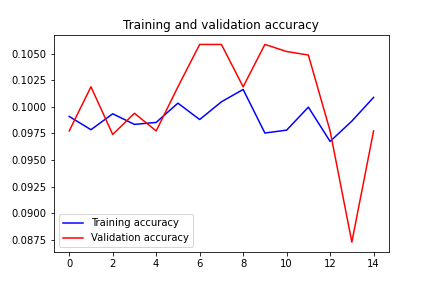 Training and validation accuracy
0.1050
0.1025
0.1000
0.0975
0.0950
0.0925
0.0900
0.0875
Training accuracy
Validation accuracy
0 2 4 6 8 10 12 14